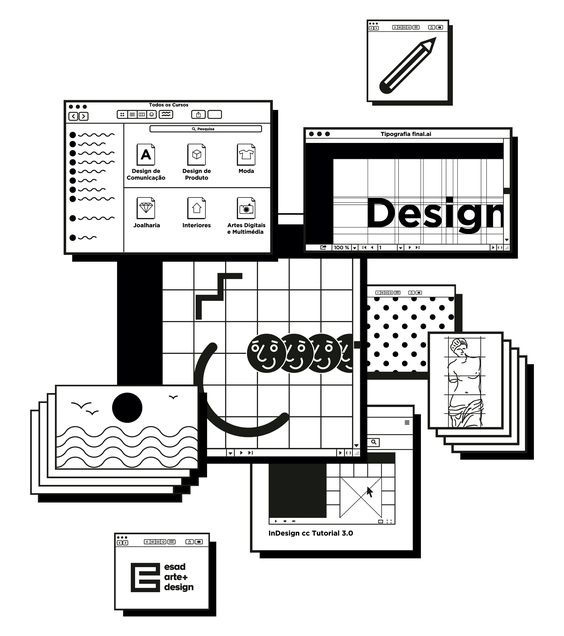 Todos os Cursos
Pesquisa
A
Design de
Comunicação
Design de
Produto
Moda
Joalharia
Interiores
Artes Digitais
e Multimédia
Tipografia final.ai
Design
100 %
1
InDesign cc Tutorial 3.0
esad
arte+
design